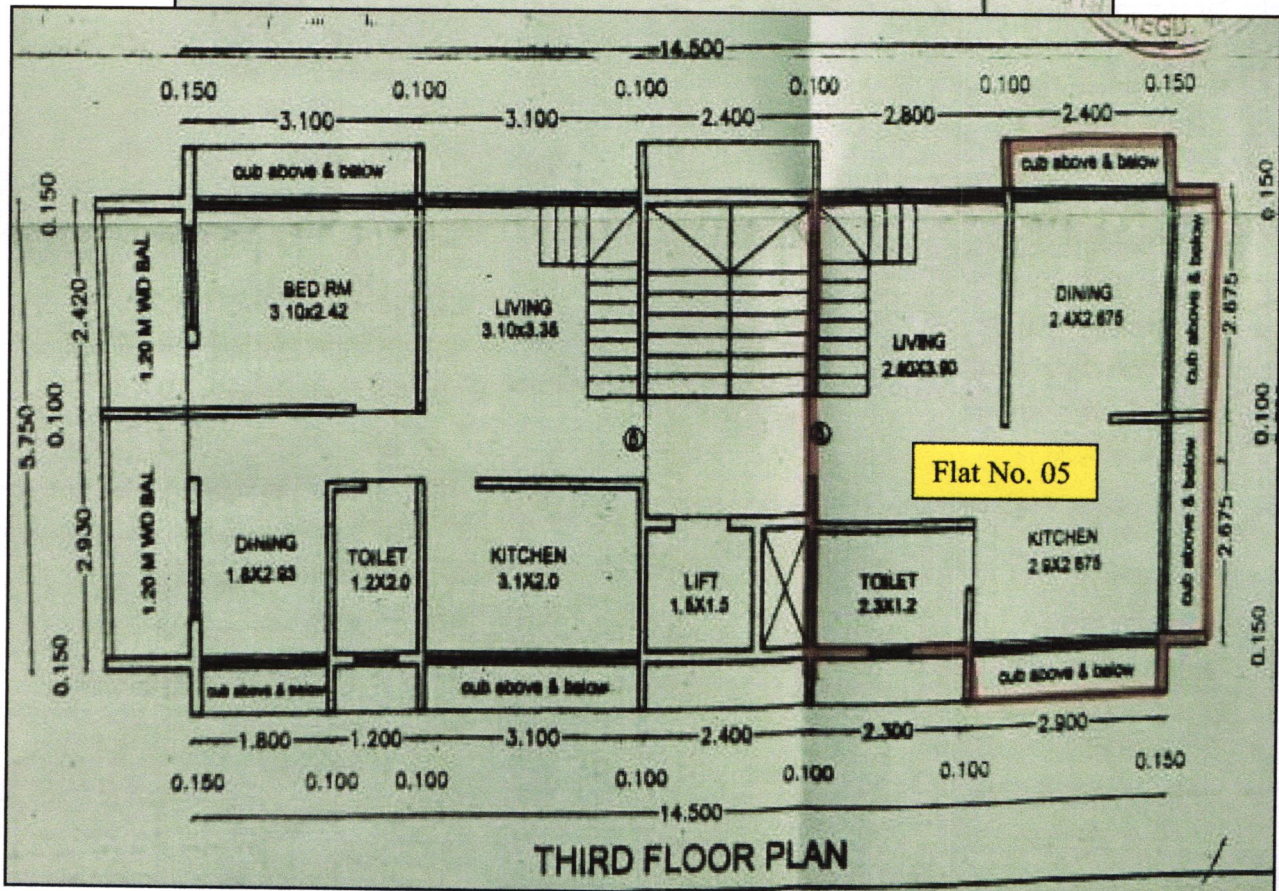 REGD.
14.500
0.150 0.100 0.100 0.100 0.100 0.150
3.100 3.100 2.400 2.800 2.400
cub above & below
cub above & below
0.150
0.150
1.20 M WD BAL
BED RM
3.10x2.42
LIVING
3.10x3.35
LIVING
2.80X3.90
DINING
2.4X2.675
cub above & below
2.675
2.420
0.100
5.750
0.100
Flat No. 05
1.20 M WD BAL
2.930
DINING
1.8X2.93
TOILET
1.2X2.0
KITCHEN
3.1X2.0
LIFT
1.5X1.5
TOILET
2.3X1.2
KITCHEN
2.9X2.675
cub above & below
2.675
0.150
0.150
cub above & below
cub above & below
cub above & below
1.800 1.200 3.100 2.400 2.300 2.900
0.150 0.100 0.100 0.100 0.100 0.100 0.150
14.500
THIRD FLOOR PLAN